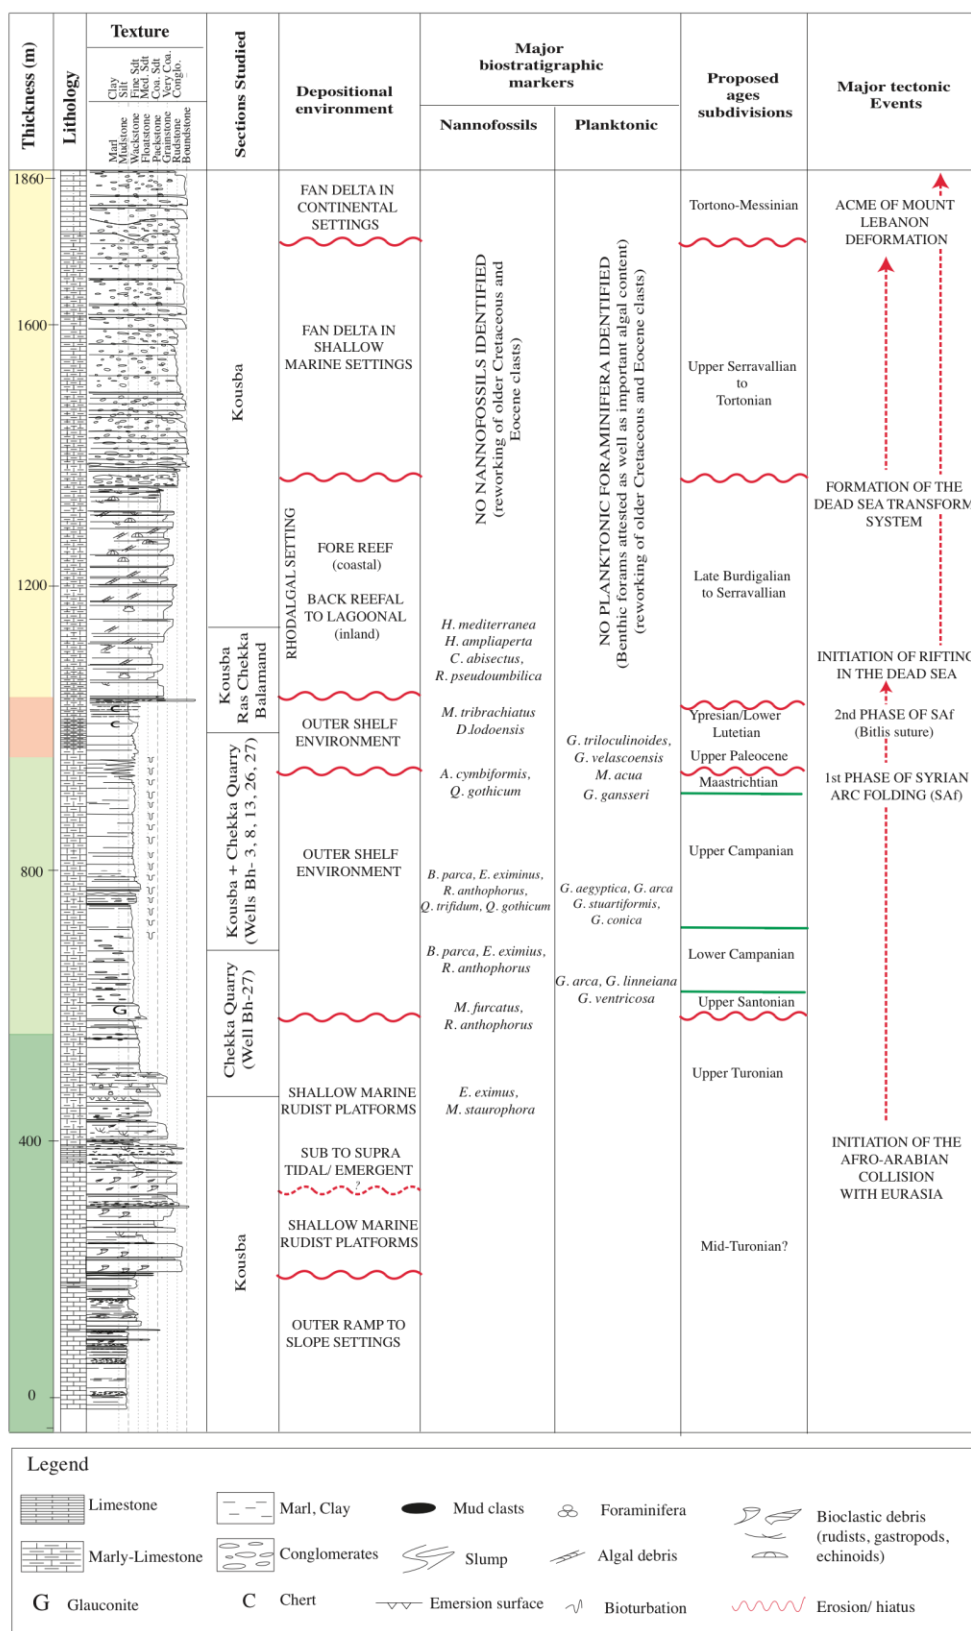 Thickness (m)
Lithology
Texture
Clay
Silt
Fine Sdt
Med. Sdt
Coa. Sdt
Very Coa.
Conglo.
Marl
Mudstone
Wackstone
Floatstone
Packstone
Grainstone
Rudstone
Boundstone
Sections Studied
Depositional
environment
Major
biostratigraphic
markers
Nannofossils
Planktonic
Proposed
ages
subdivisions
Major tectonic
Events
1860
1600
1200
800
400
0
G
C
C
Kousba
Kousba
Ras Chekka
Balamand
Kousba + Chekka Quarry
(Wells Bh- 3, 8, 13, 26, 27)
Chekka Quarry
(Well Bh-27)
Kousba
FAN DELTA IN
CONTINENTAL
SETTINGS
FAN DELTA IN
SHALLOW
MARINE SETTINGS
RHODALGAL SETTING
FORE REEF
(coastal)
BACK REEFAL
TO LAGOONAL
(inland)
OUTER SHELF
ENVIRONMENT
OUTER SHELF
ENVIRONMENT
SHALLOW MARINE
RUDIST PLATFORMS
SUB TO SUPRA
TIDAL/ EMERGENT
?
SHALLOW MARINE
RUDIST PLATFORMS
OUTER RAMP TO
SLOPE SETTINGS
NO NANNOFOSSILS IDENTIFIED
(reworking of older Cretaceous and
Eocene clasts)
H. mediterranea
H. ampliaperta
C. abisectus,
R. pseudoumbilica
M. tribrachiatus
D.lodoensis
A. cymbiformis,
Q. gothicum
B. parca, E. eximinus,
R. anthophorus,
Q. trifidum, Q. gothicum
B. parca, E. eximius,
R. anthophorus
M. furcatus,
R. anthophorus
E. eximus,
M. staurophora
NO PLANKTONIC FORAMINIFERA IDENTIFIED
(Benthic forams attested as well as important algal content)
(reworking of older Cretaceous and Eocene clasts)
G. triloculinoides,
G. velascoensis
M. acua
G. gansseri
G. aegyptica, G. arca
G. stuartiformis,
G. conica
G. arca, G. linneiana
G. ventricosa
Tortono-Messinian
Upper Serravallian
to
Tortonian
Late Burdigalian
to Serravallian
Ypresian/Lower
Lutetian
Upper Paleocene
Maastrichtian
Upper Campanian
Lower Campanian
Upper Santonian
Upper Turonian
Mid-Turonian?
ACME OF MOUNT
LEBANON
DEFORMATION
FORMATION OF THE
DEAD SEA TRANSFORM
SYSTEM
INITIATION OF RIFTING
IN THE DEAD SEA
2nd PHASE OF SAf
(Bitlis suture)
1st PHASE OF SYRIAN
ARC FOLDING (SAf)
INITIATION OF THE
AFRO-ARABIAN
COLLISION
WITH EURASIA
Legend
Limestone
Marl, Clay
Mud clasts
Foraminifera
Bioclastic debris
(rudists, gastropods,
echinoids)
Marly-Limestone
Conglomerates
Slump
Algal debris
G Glauconite
C Chert
Emersion surface
Bioturbation
Erosion/ hiatus